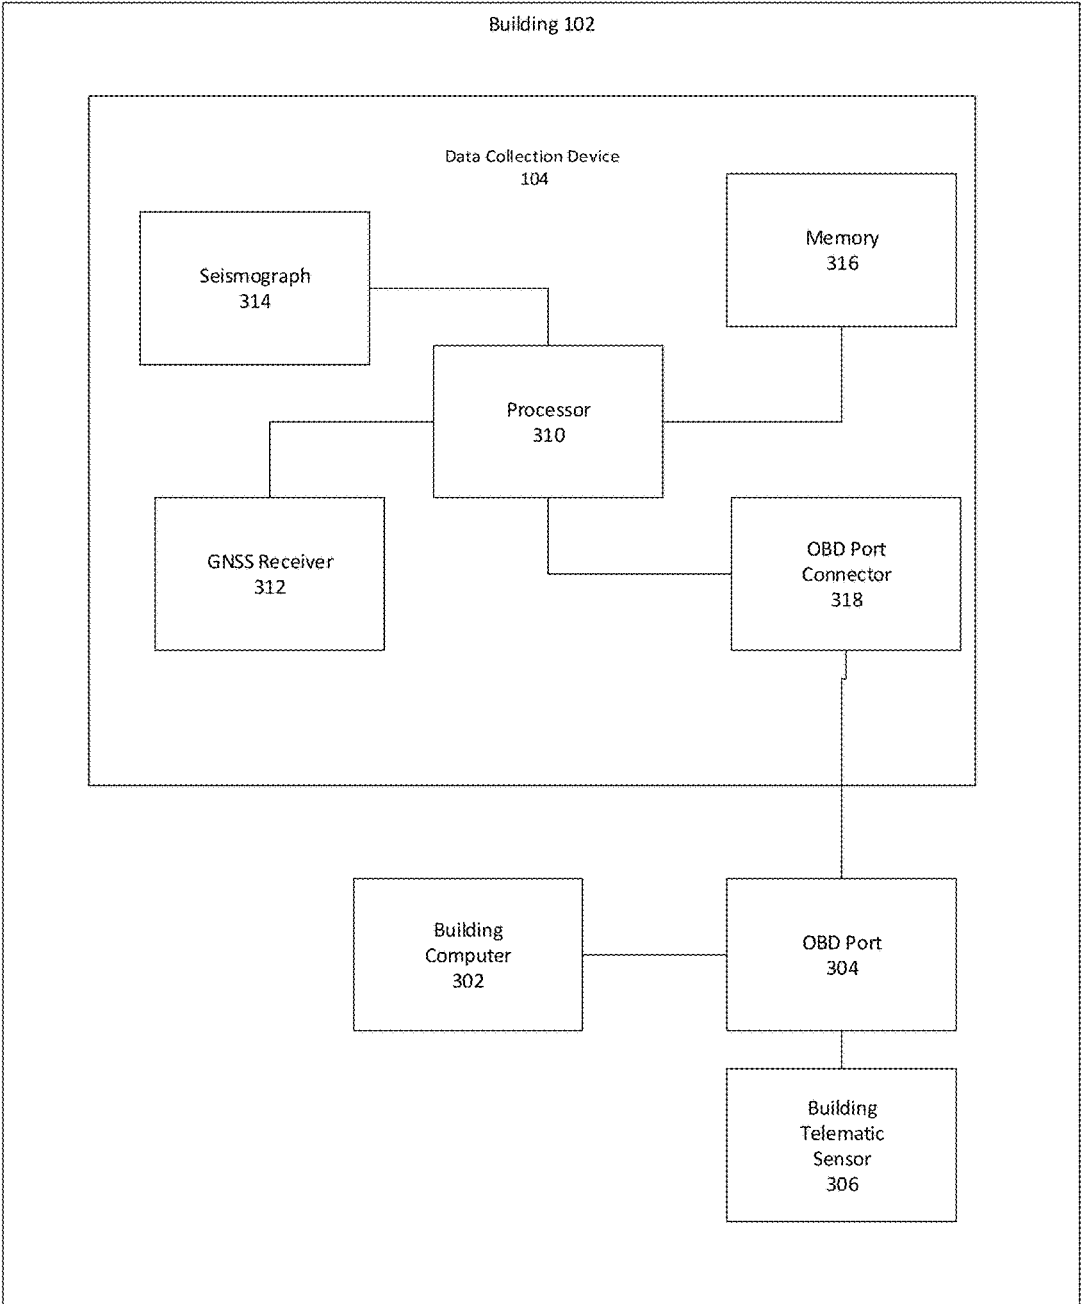 Building 102
Data Collection Device
104
Memory
316
Seismograph
314
Processor
310
GNSS Receiver
312
OBD Port
Connector
318
Building
Computer
302
OBD Port
304
Building
Telematic
Sensor
306